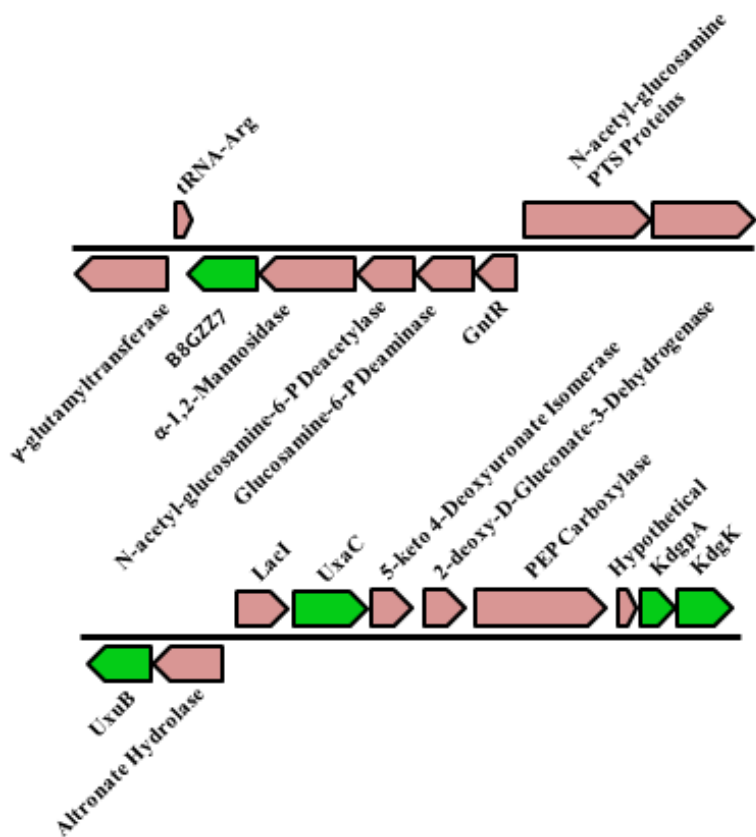 tRNA-Arg
N-acetyl-glucosamine
PTS Proteins
γ-glutamyltransferase
B8GZZ7
α-1,2-Mannosidase
N-acetyl-glucosamine-6-P Deacetylase
Glucosamine-6-P Deaminase
GntR
LacI
UxaC
5-keto 4-Deoxyuronate Isomerase
2-deoxy-D-Gluconate-3-Dehydrogenase
PEP Carboxylase
Hypothetical
KdgpA
KdgK
UxuB
Altronate Hydrolase